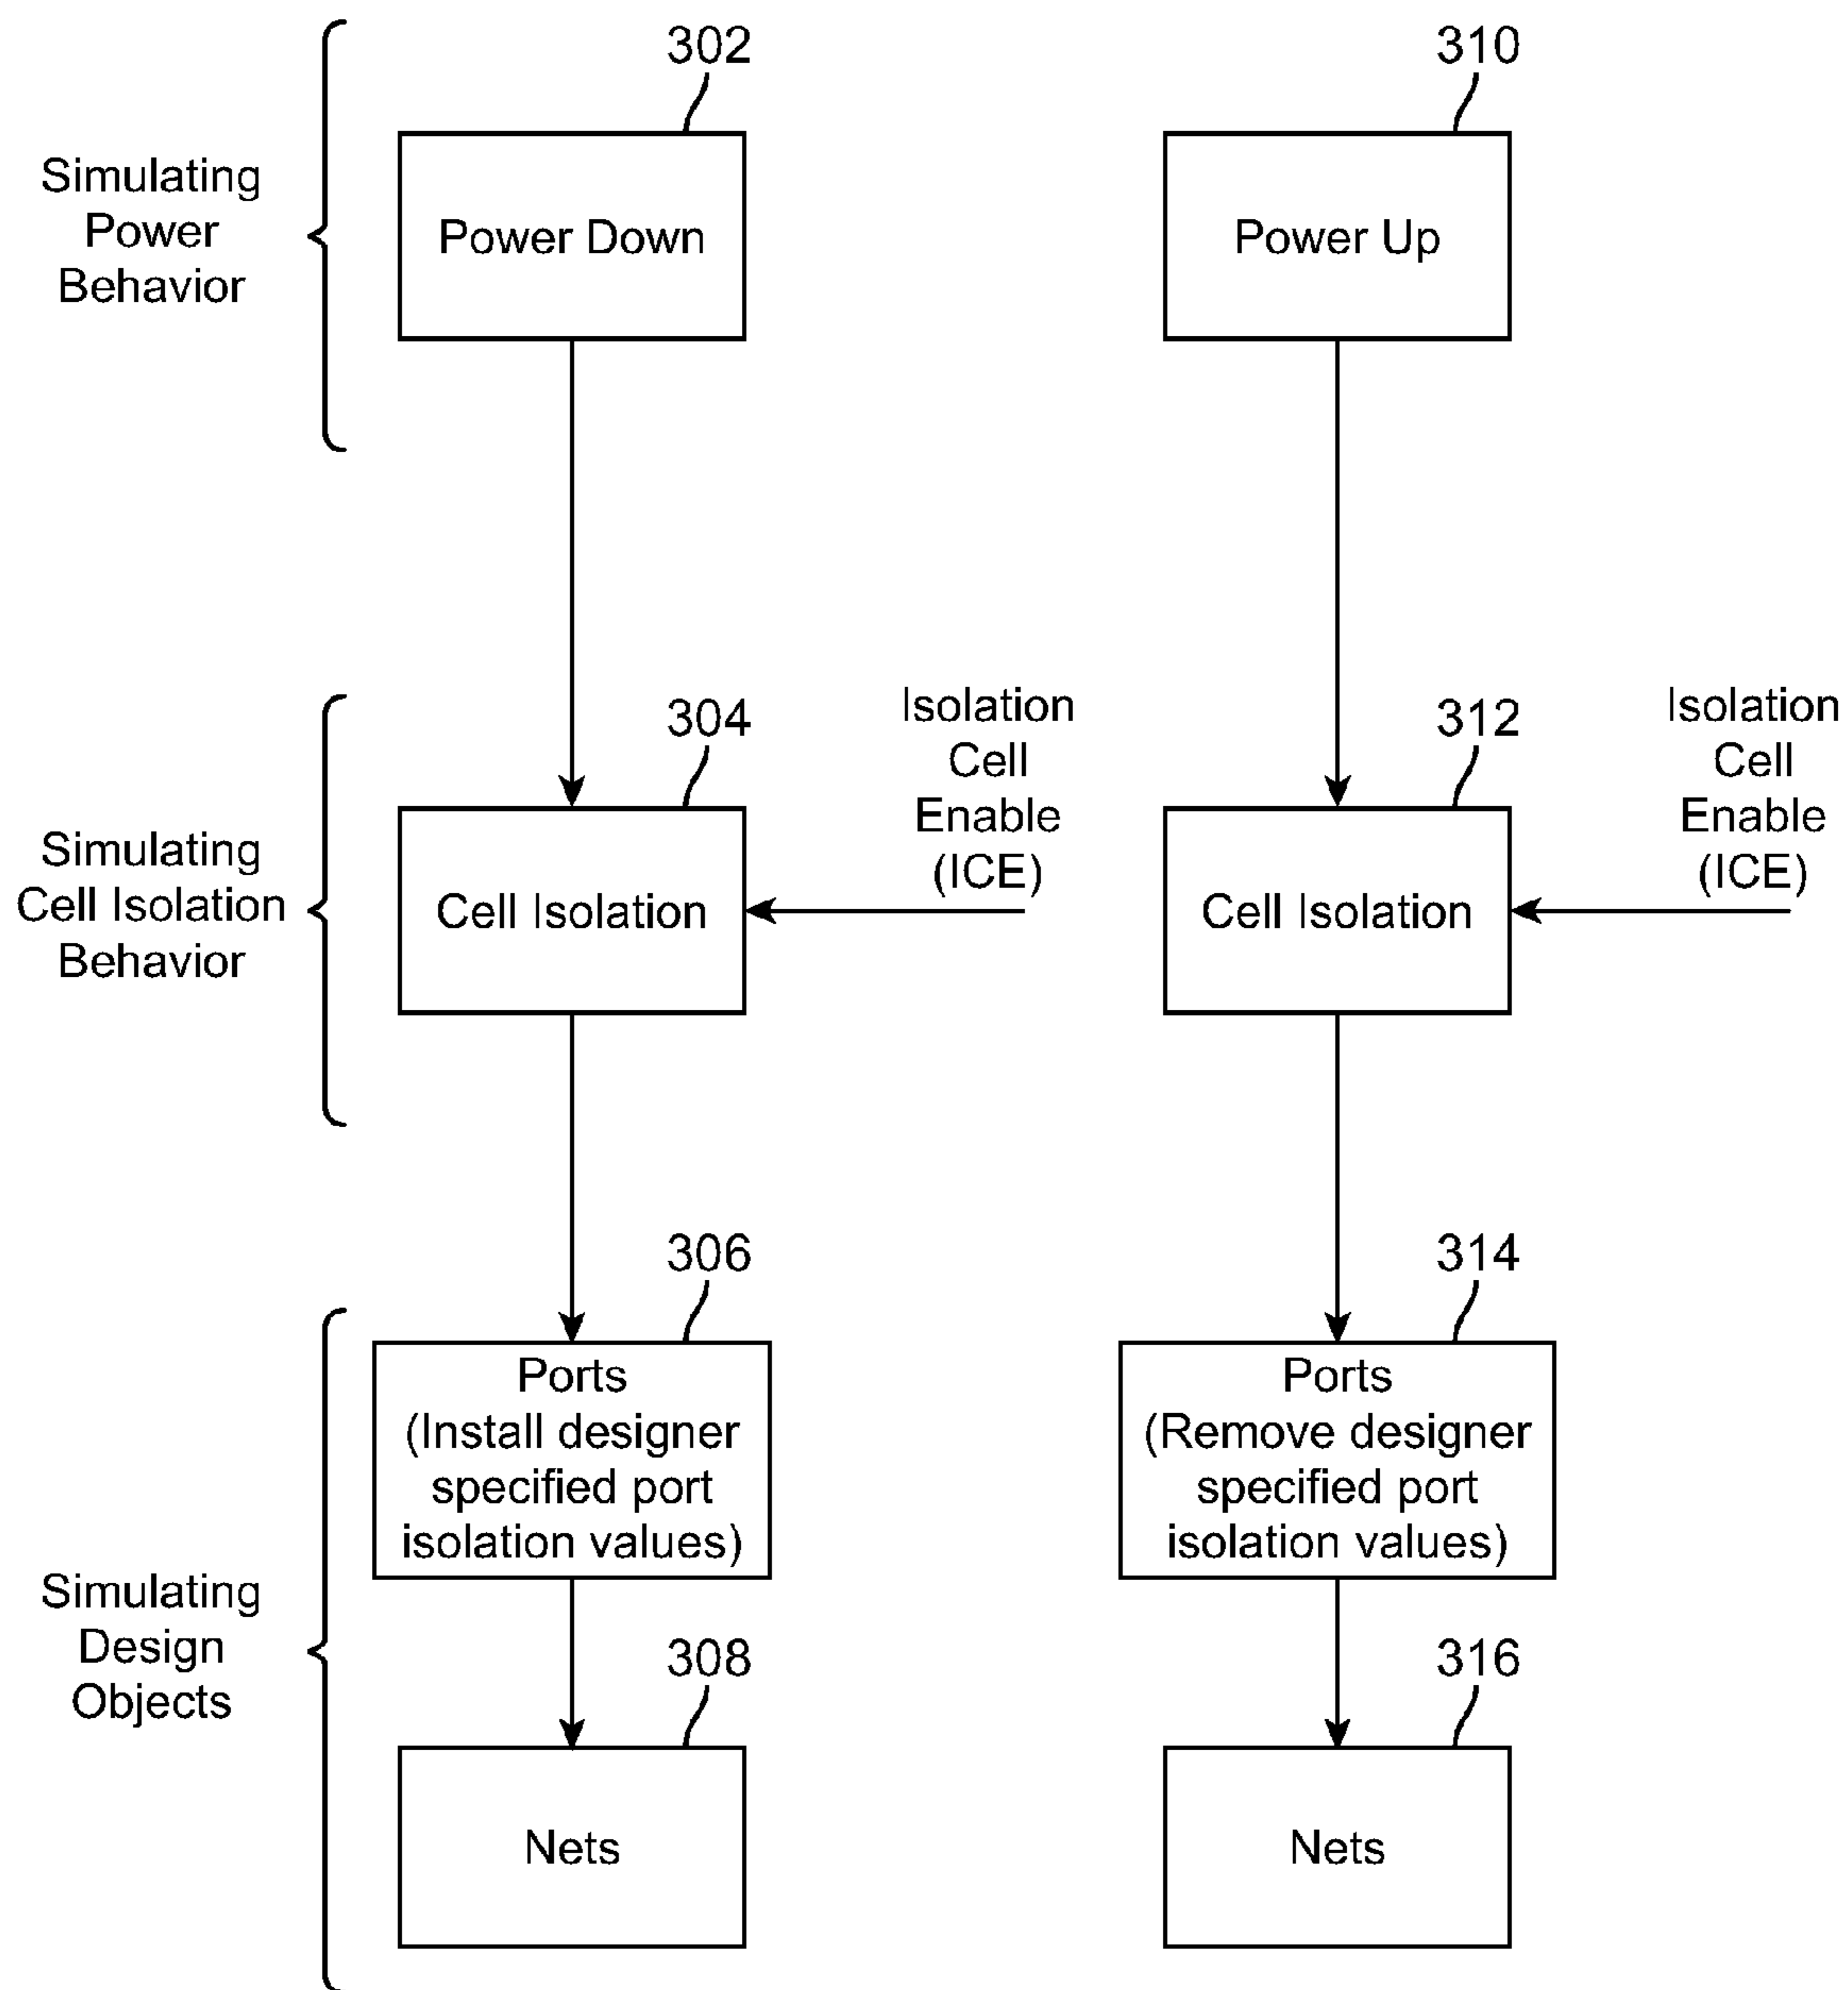 302
310
Simulating
Power
Behavior
Power Down
Power Up
304
312
Isolation
Cell
Enable
(ICE)
Isolation
Cell
Enable
(ICE)
Simulating
Cell Isolation
Behavior
Cell Isolation
Cell Isolation
306
314
Ports
(Install designer
specified port
isolation values)
Ports
(Remove designer
specified port
isolation values)
Simulating
Design
Objects
308
316
Nets
Nets